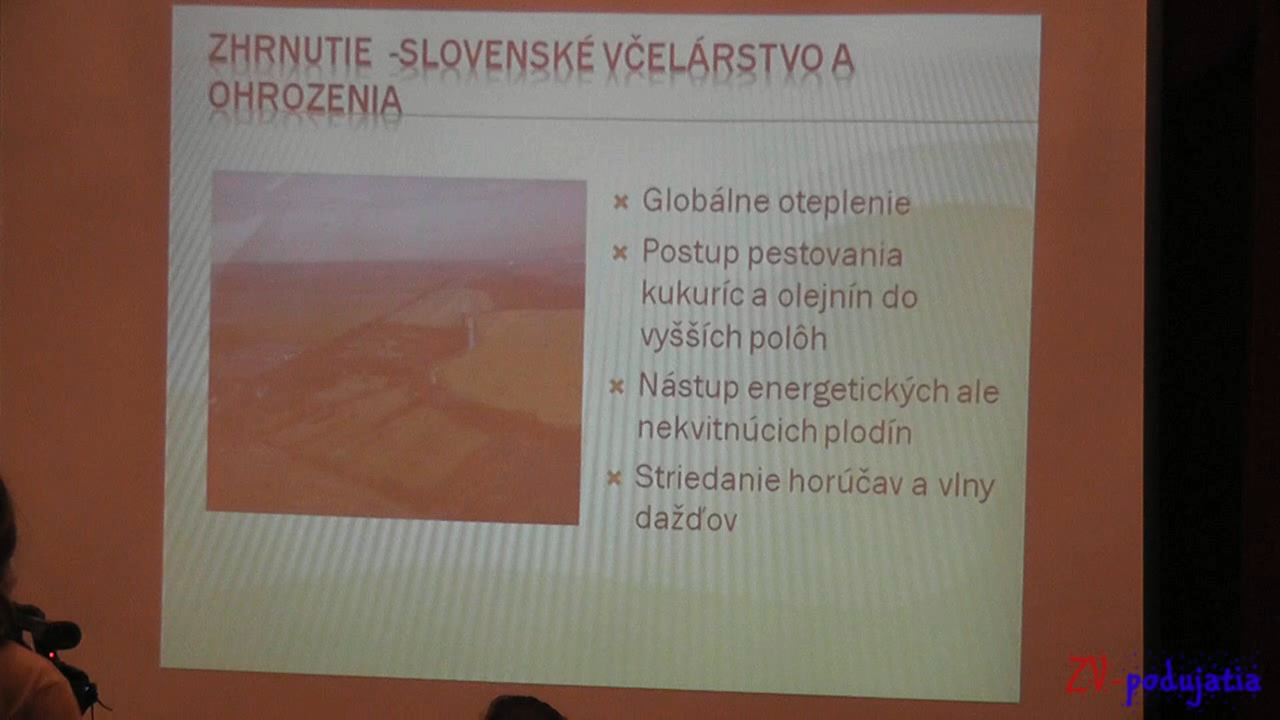 ZHRNUTIE -SLOVENSKÉ VČELÁRSTVO A
OHROZENIA
Globálne oteplenie
Postup pestovania
kukuríc a olejnín do
vyšších polôh
Nástup energetických ale
nekvitnúcich plodín
Striedanie horúčav a vlny
dažďov
ZV-podujatia